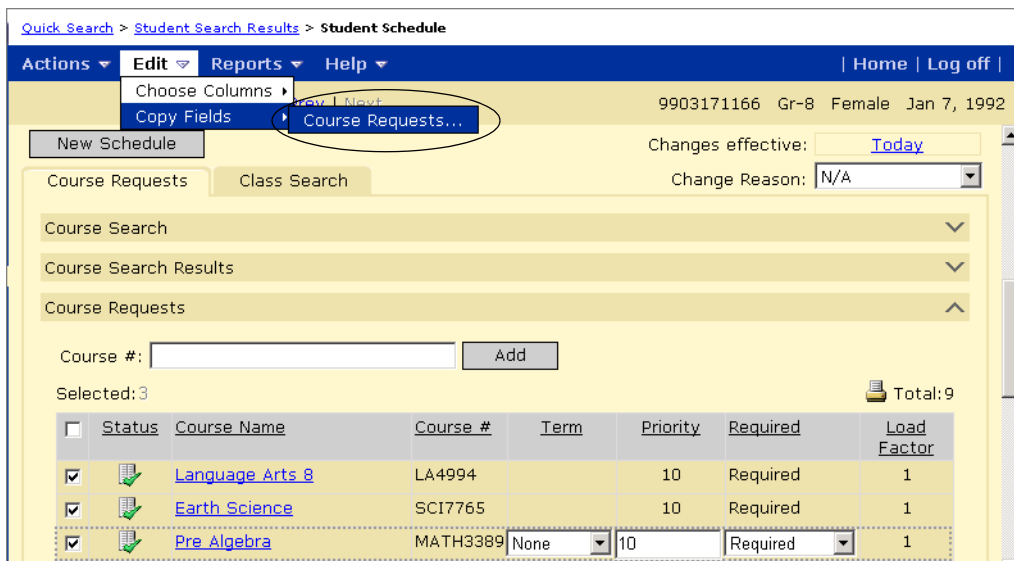 Quick Search > Student Search Results > Student Schedule
Actions Edit Reports Help | Home | Log off |
Choose Columns
Prev | Next 9903171166 Gr-8 Female Jan 7, 1992
Copy Fields Course Requests...
New Schedule Changes effective: Today
Course Requests Class Search Change Reason: N/A
Course Search
Course Search Results
Course Requests
Course #: Add
Selected:3 Total:9
Status Course Name Course # Term Priority Required Load
Factor
Language Arts 8 LA4994 10 Required 1
Earth Science SCI7765 10 Required 1
Pre Algebra MATH3389 None 10 Required 1